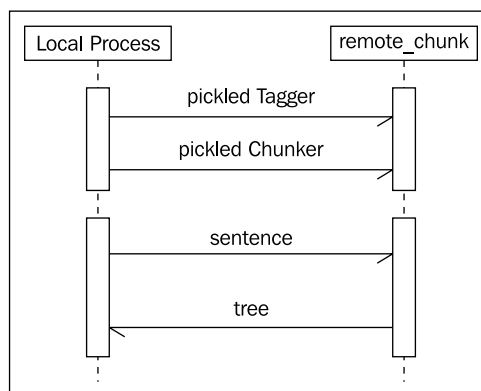 Local Process
remote_chunk
pickled Tagger
pickled Chunker
sentence
tree